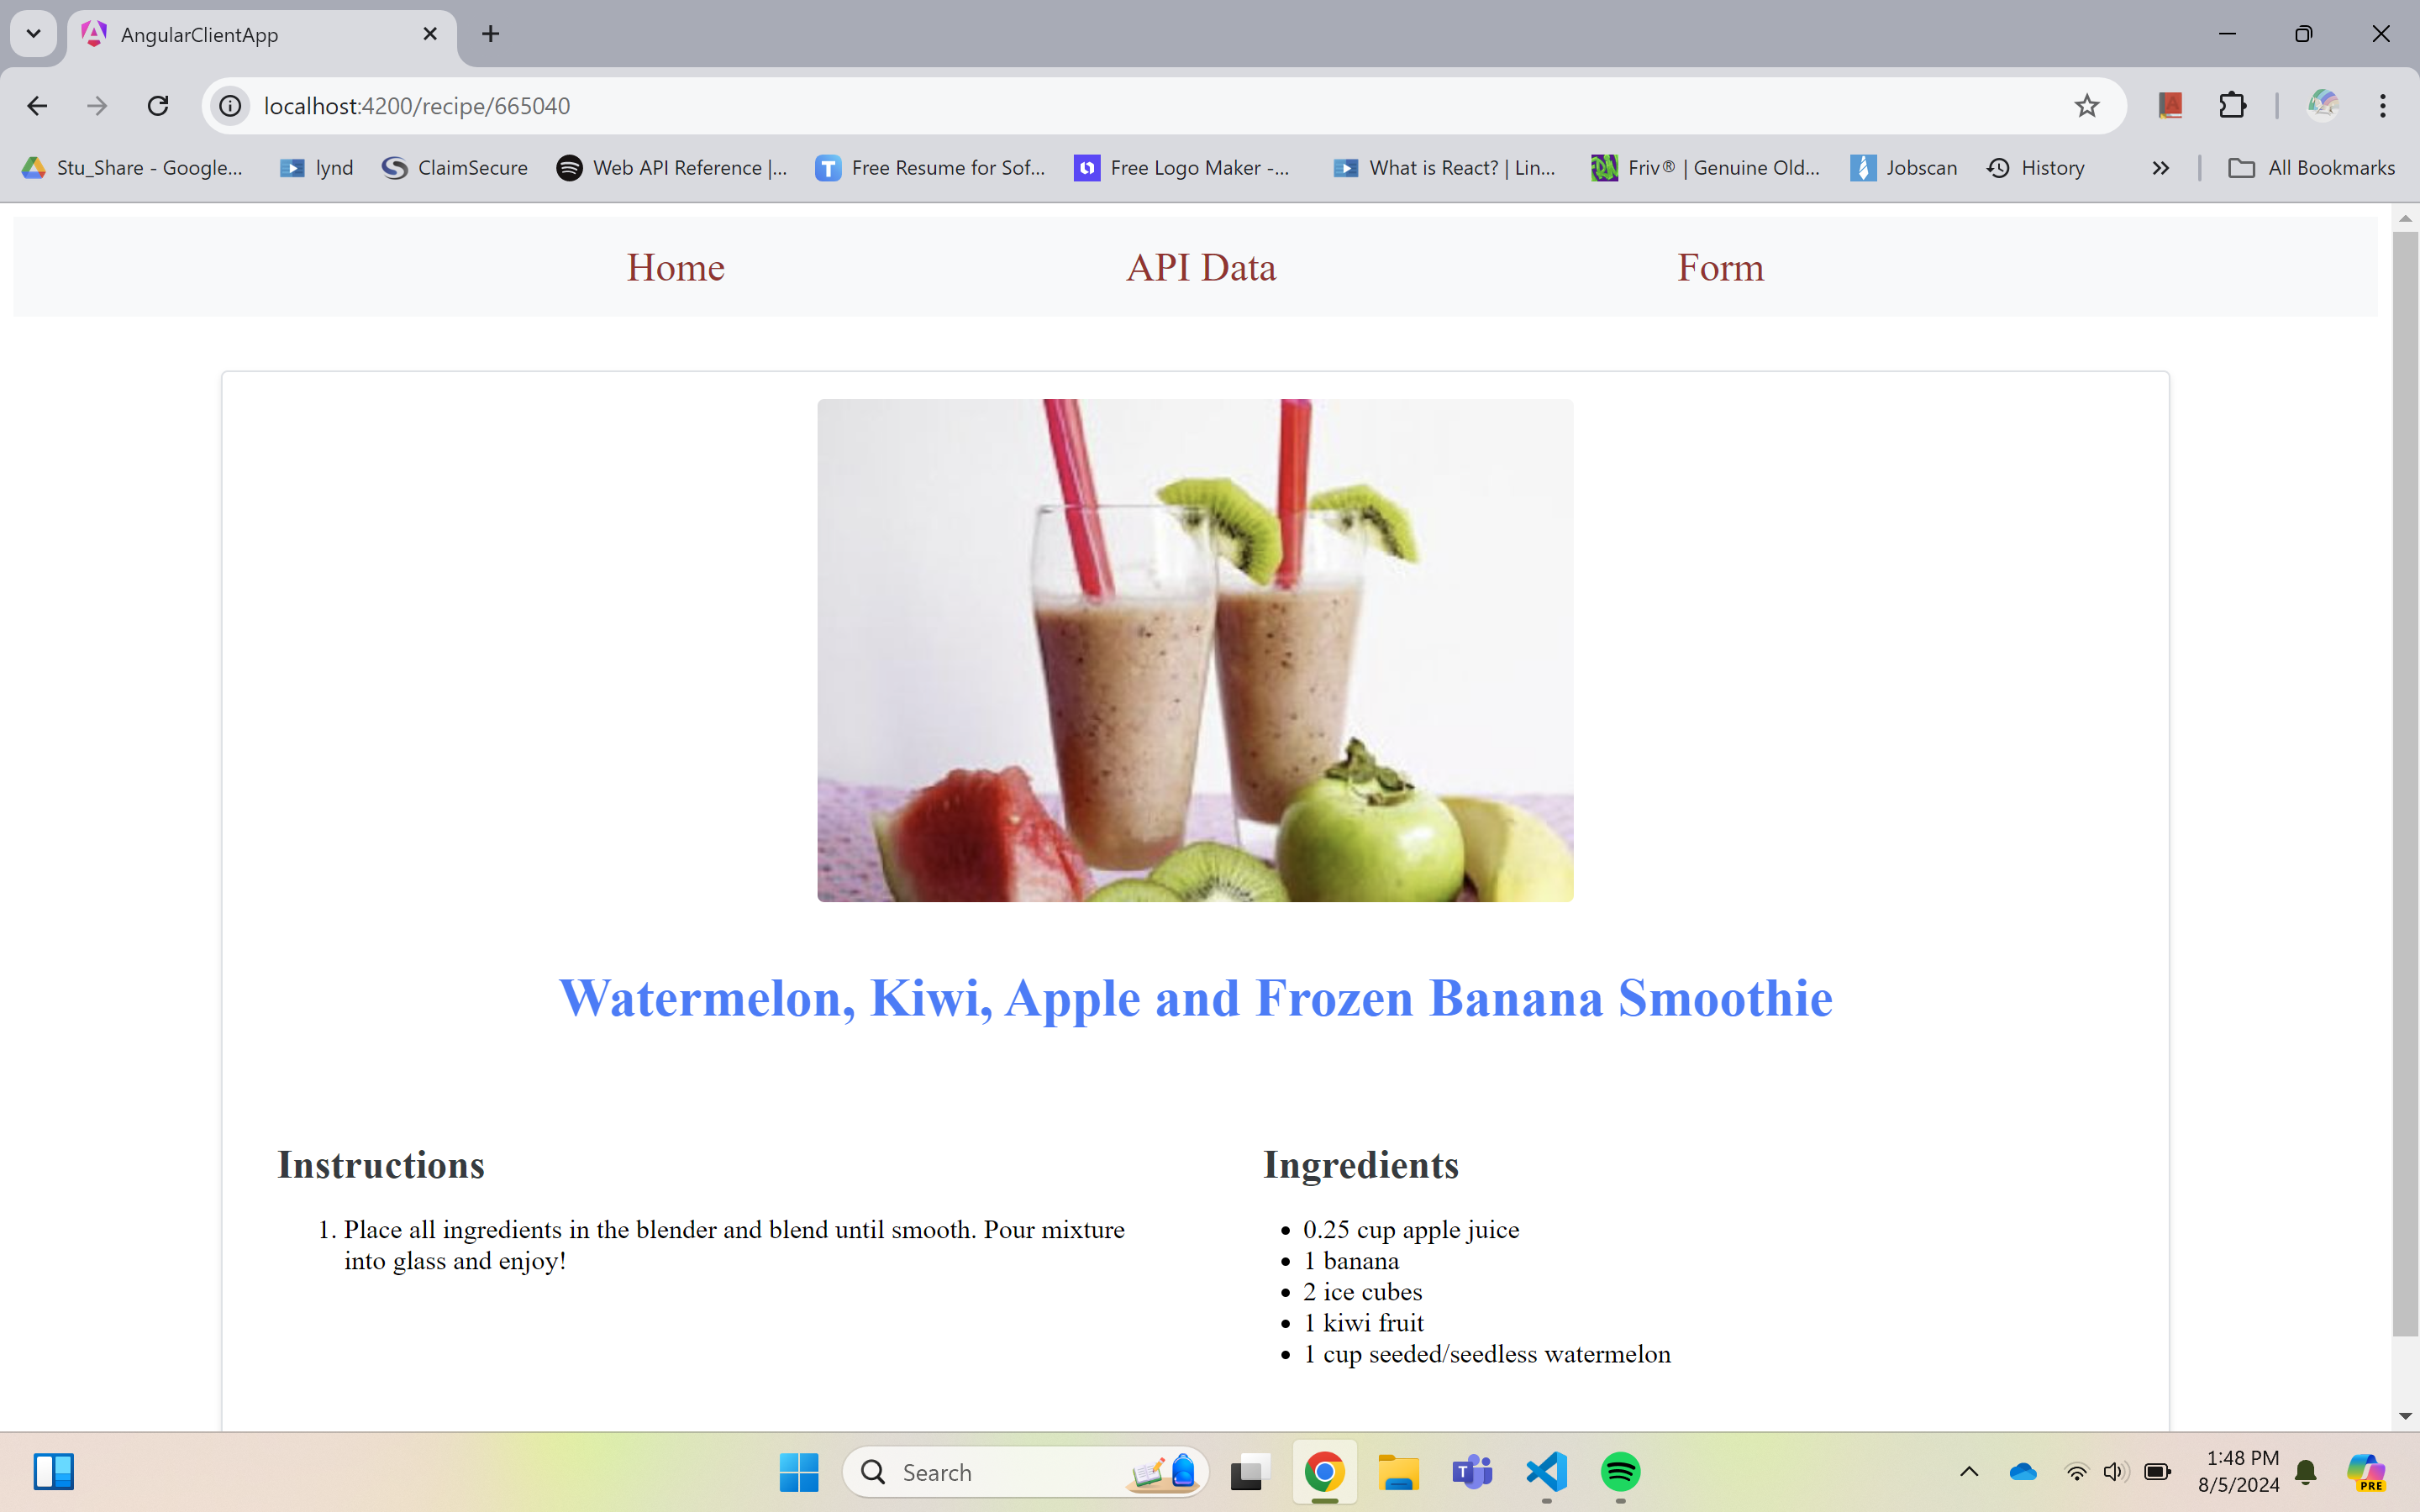 AngularClientApp
localhost:4200/recipe/665040
Stu_Share - Google... lynd ClaimSecure Web API Reference |... Free Resume for Sof... Free Logo Maker -... What is React? | Lin... Friv® | Genuine Old... Jobscan History » All Bookmarks
Home API Data Form
Watermelon, Kiwi, Apple and Frozen Banana Smoothie
Instructions
1. Place all ingredients in the blender and blend until smooth. Pour mixture
into glass and enjoy!
Ingredients
• 0.25 cup apple juice
• 1 banana
• 2 ice cubes
• 1 kiwi fruit
• 1 cup seeded/seedless watermelon
Search
1:48 PM
8/5/2024
PRE